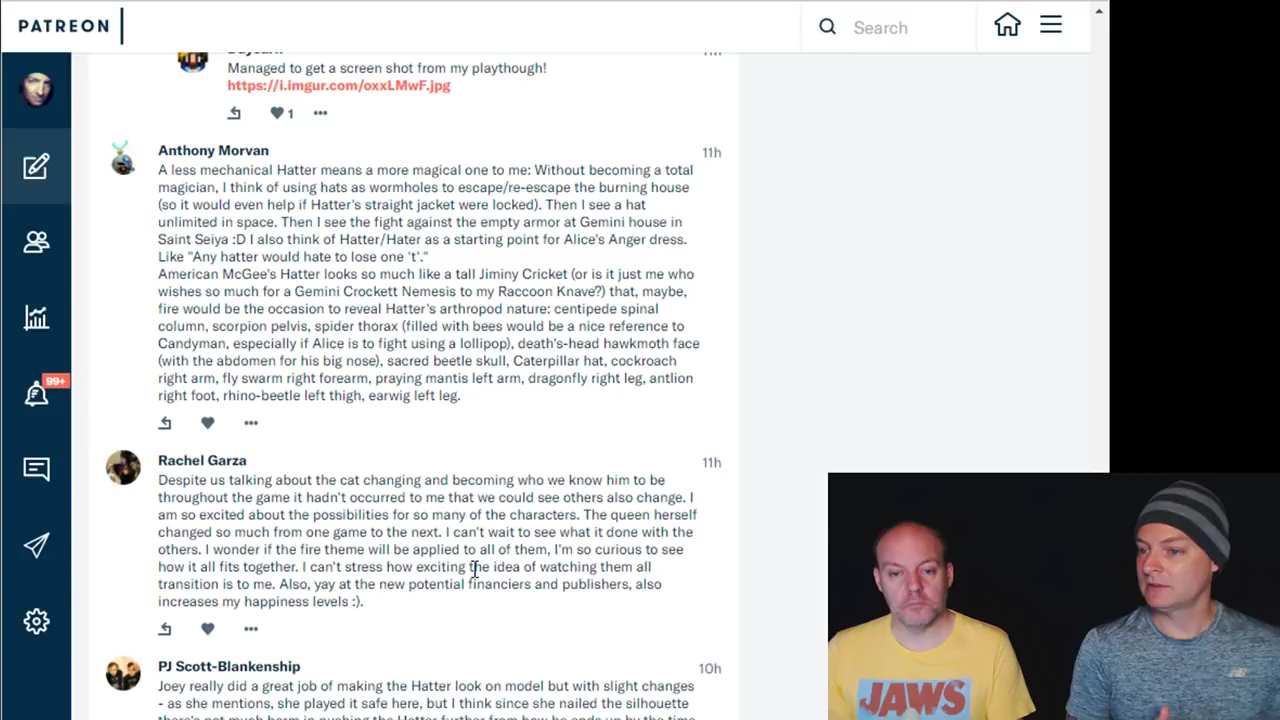 PATREON
Search
11h
Managed to get a screen shot from my playthough!
https://i.imgur.com/oxxLMwF.jpg
1
Anthony Morvan
11h
A less mechanical Hatter means a more magical one to me: Without becoming a total
magician, I think of using hats as wormholes to escape/re-escape the burning house
(so it would even help if Hatter's straight jacket were locked). Then I see a hat
unlimited in space. Then I see the fight against the empty armor at Gemini house in
Saint Seiya :D I also think of Hatter/Hater as a starting point for Alice's Anger dress.
Like "Any hatter would hate to lose one 't'."
American McGee's Hatter looks so much like a tall Jiminy Cricket (or is it just me who
wishes so much for a Gemini Crockett Nemesis to my Raccoon Knave?) that, maybe,
fire would be the occasion to reveal Hatter's arthropod nature: centipede spinal
column, scorpion pelvis, spider thorax (filled with bees would be a nice reference to
Candyman, especially if Alice is to fight using a lollipop), death's-head hawkmoth face
(with the abdomen for his big nose), sacred beetle skull, Caterpillar hat, cockroach
right arm, fly swarm right forearm, praying mantis left arm, dragonfly right leg, antlion
right foot, rhino-beetle left thigh, earwig left leg.
99+
Rachel Garza
11h
Despite us talking about the cat changing and becoming who we know him to be
throughout the game it hadn't occurred to me that we could see others also change. I
am so excited about the possibilities for so many of the characters. The queen herself
changed so much from one game to the next. I can't wait to see what it done with the
others. I wonder if the fire theme will be applied to all of them, I'm so curious to see
how it all fits together. I can't stress how exciting the idea of watching them all
transition is to me. Also, yay at the new potential financiers and publishers, also
increases my happiness levels :).
PJ Scott-Blankenship
10h
Joey really did a great job of making the Hatter look on model but with slight changes
- as she mentions, she played it safe here, but I think since she nailed the silhouette
there's not much harm in pushing the Hatter further from how he ends up by the time
JAWS